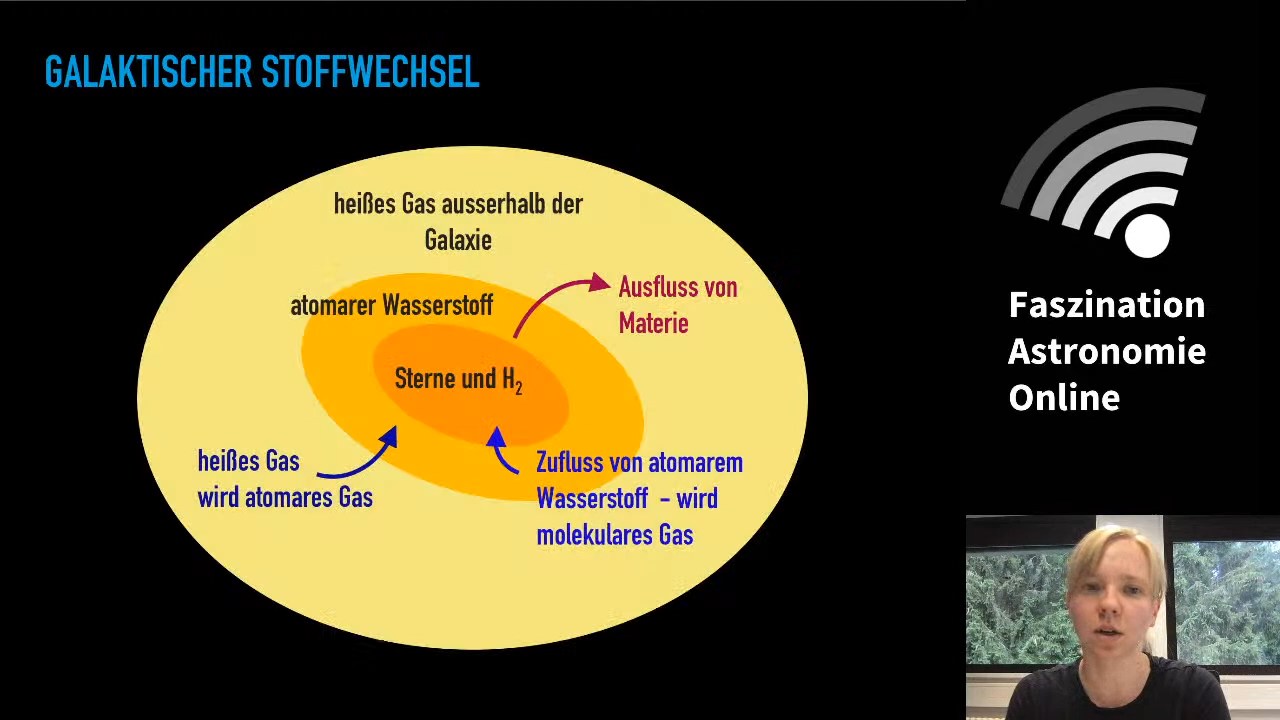 GALAKTISCHER STOFFWECHSEL
heißes Gas ausserhalb der
Galaxie
atomarer Wasserstoff
Ausfluss von
Materie
Sterne und H₂
heißes Gas
wird atomares Gas
Zufluss von atomarem
Wasserstoff - wird
molekulares Gas
Faszination
Astronomie
Online